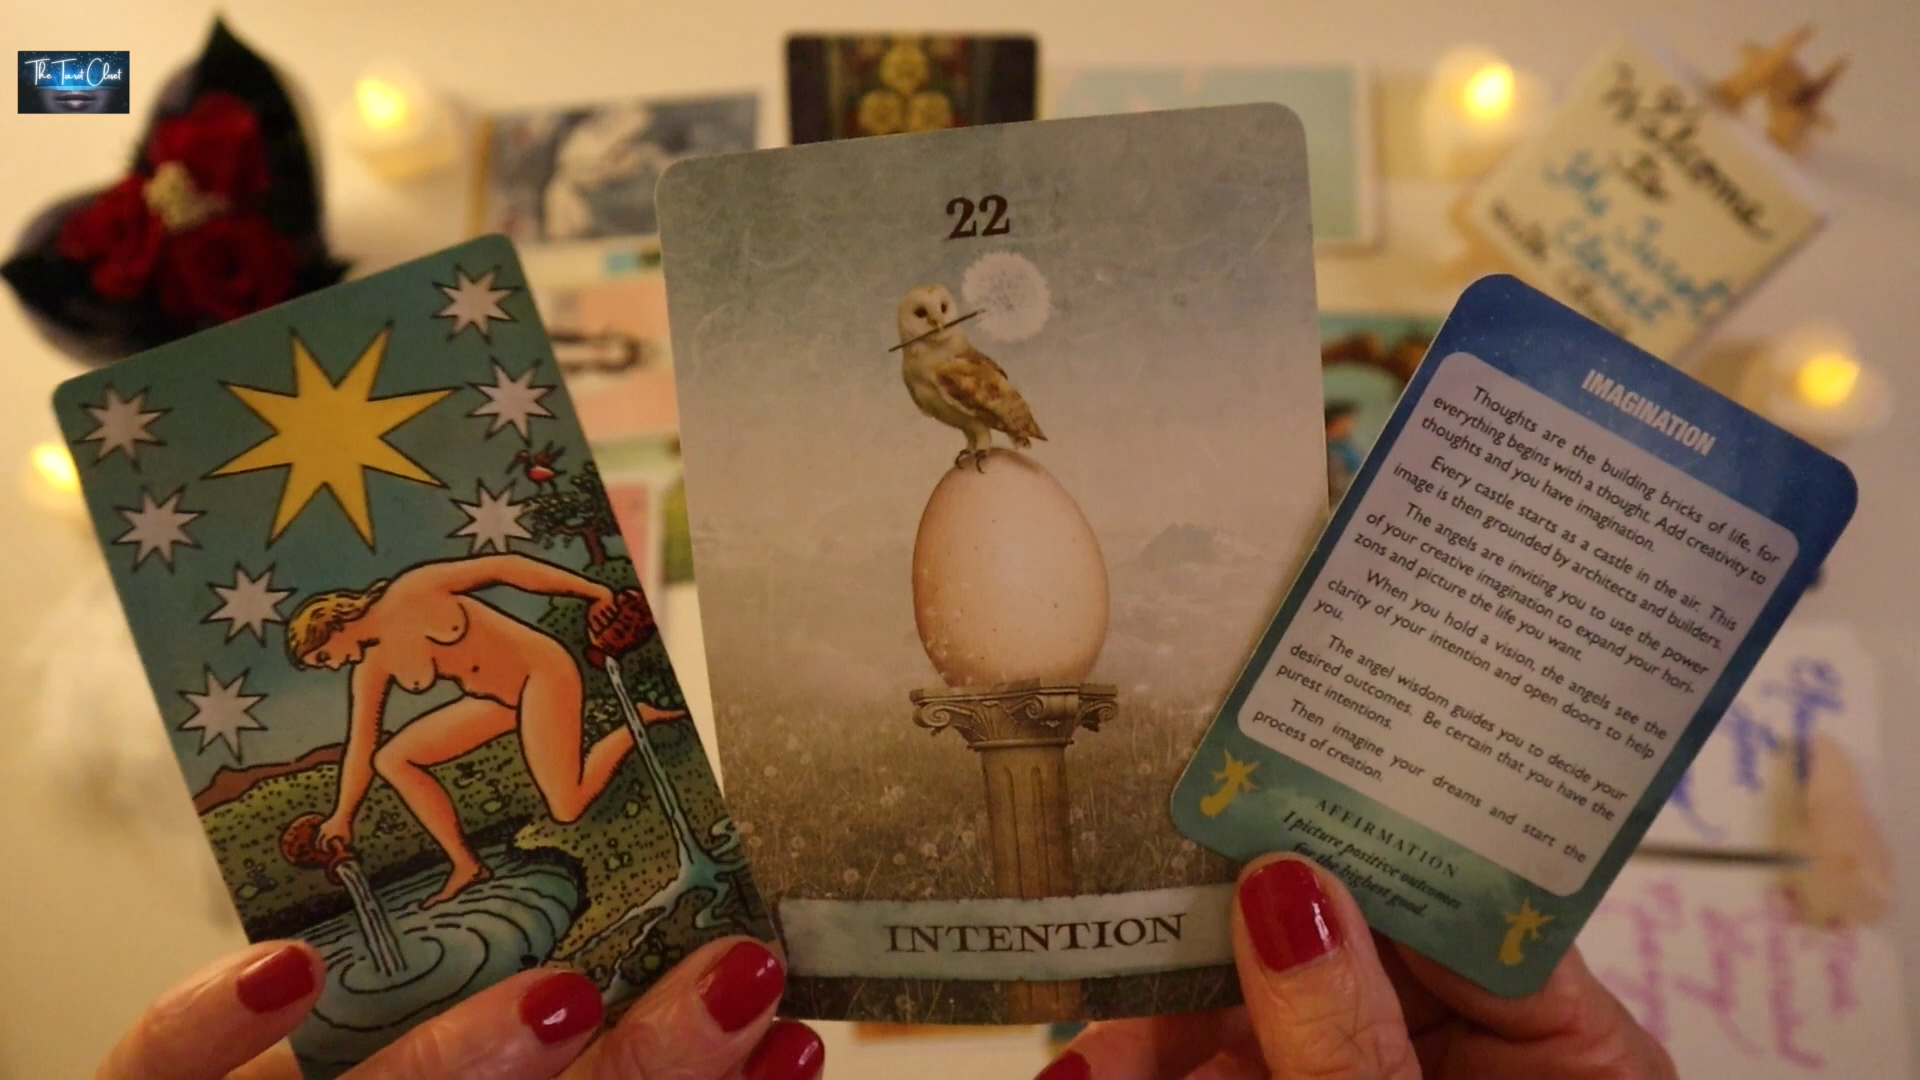 The Tarot Closet
Welcome
To
The Tarot
Closet
with
22
INTENTION
IMAGINATION
Thoughts are the building bricks of life, for
everything begins with a thought. Add creativity to
thoughts and you have imagination.
Every castle starts as a castle in the air. This
image is then grounded by architects and builders.
The angels are inviting you to use the power
of your creative imagination to expand your hori-
zons and picture the life you want.
When you hold a vision, the angels see the
clarity of your intention and open doors to help
you.
The angel wisdom guides you to decide your
desired outcomes. Be certain that you have the
purest intentions.
Then imagine your dreams and start the
process of creation.
AFFIRMATION
I picture positive outcomes
for the highest good.